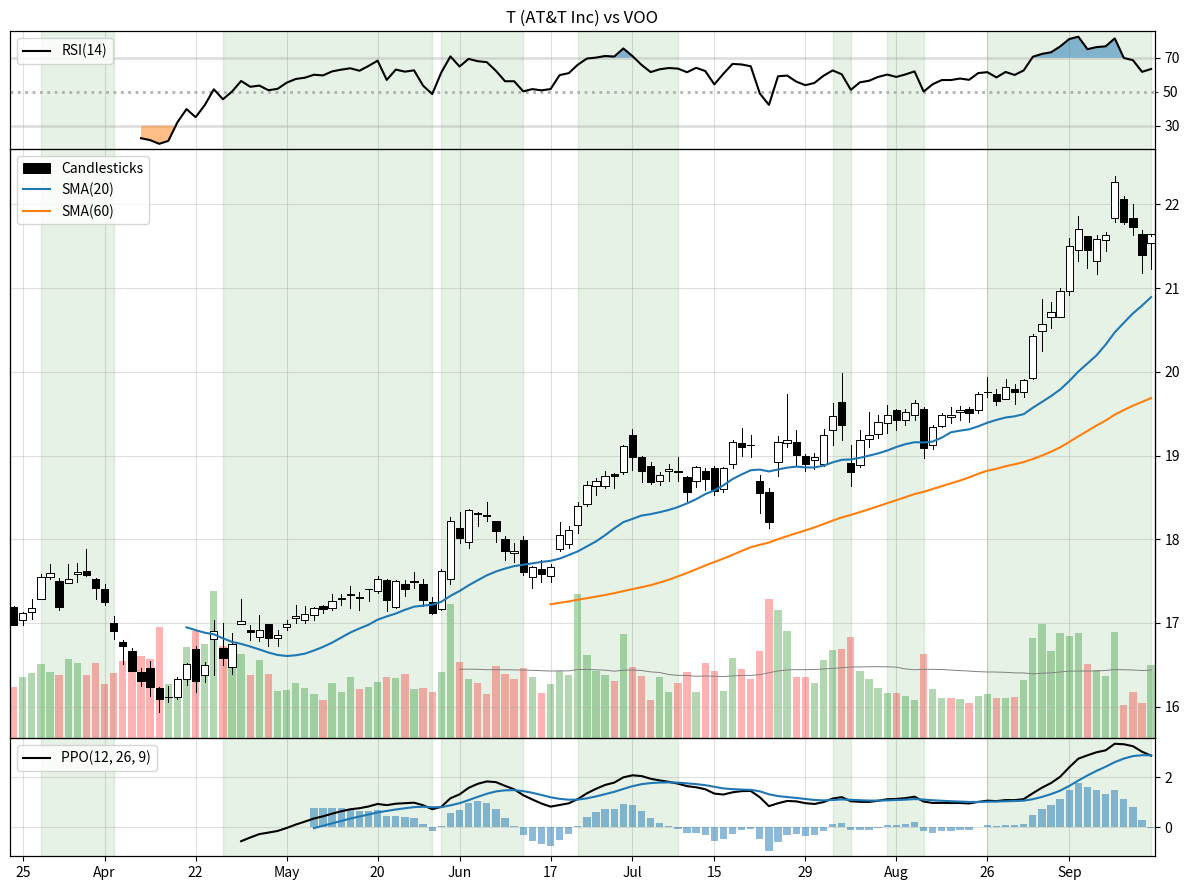 T (AT&T Inc) vs VOO
RSI(14)
70
50
30
Candlesticks
SMA(20)
SMA(60)
22
21
20
19
18
17
16
PPO(12, 26, 9)
2
0
25 Apr 22 May 20 Jun 17 Jul 15 29 Aug 26 Sep